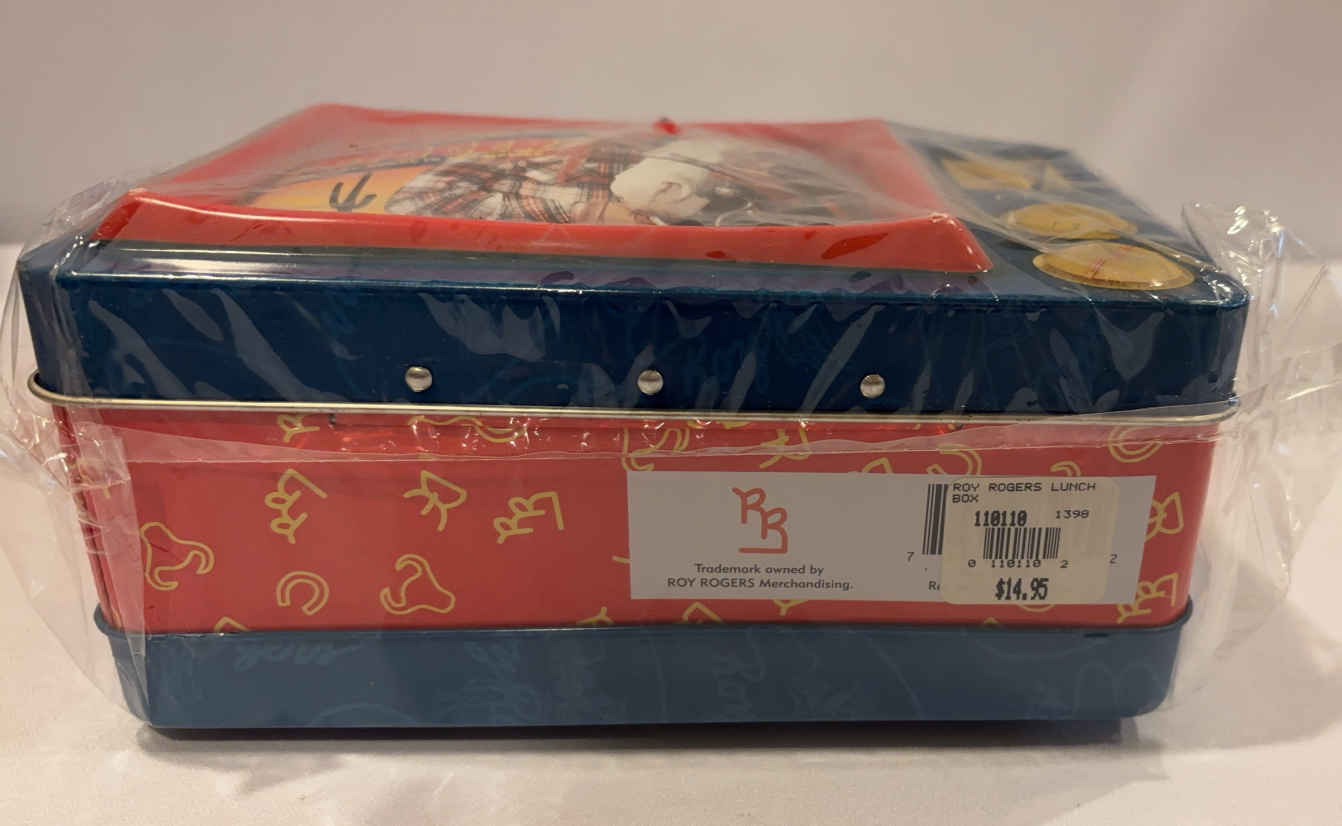 RR
Trademark owned by
ROY ROGERS Merchandising.
7
2
ROY ROGERS LUNCH
BOX
110110 1398
0 110110 2
$14.95